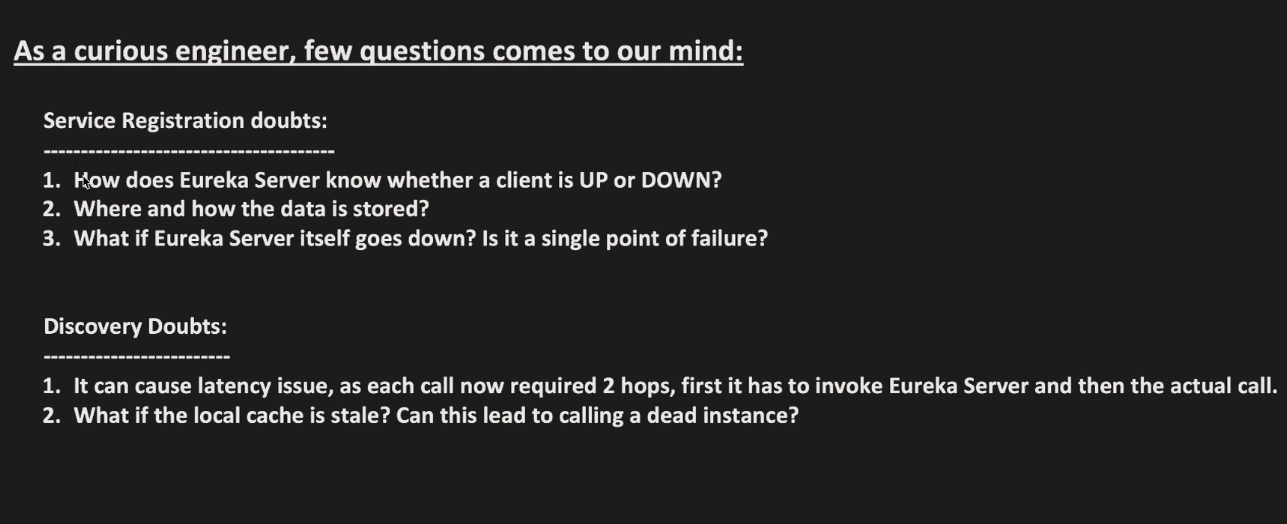 As a curious engineer, few questions comes to our mind:
Service Registration doubts:
---------------------------------------
1. How does Eureka Server know whether a client is UP or DOWN?
2. Where and how the data is stored?
3. What if Eureka Server itself goes down? Is it a single point of failure?
Discovery Doubts:
-------------------------
1. It can cause latency issue, as each call now required 2 hops, first it has to invoke Eureka Server and then the actual call.
2. What if the local cache is stale? Can this lead to calling a dead instance?